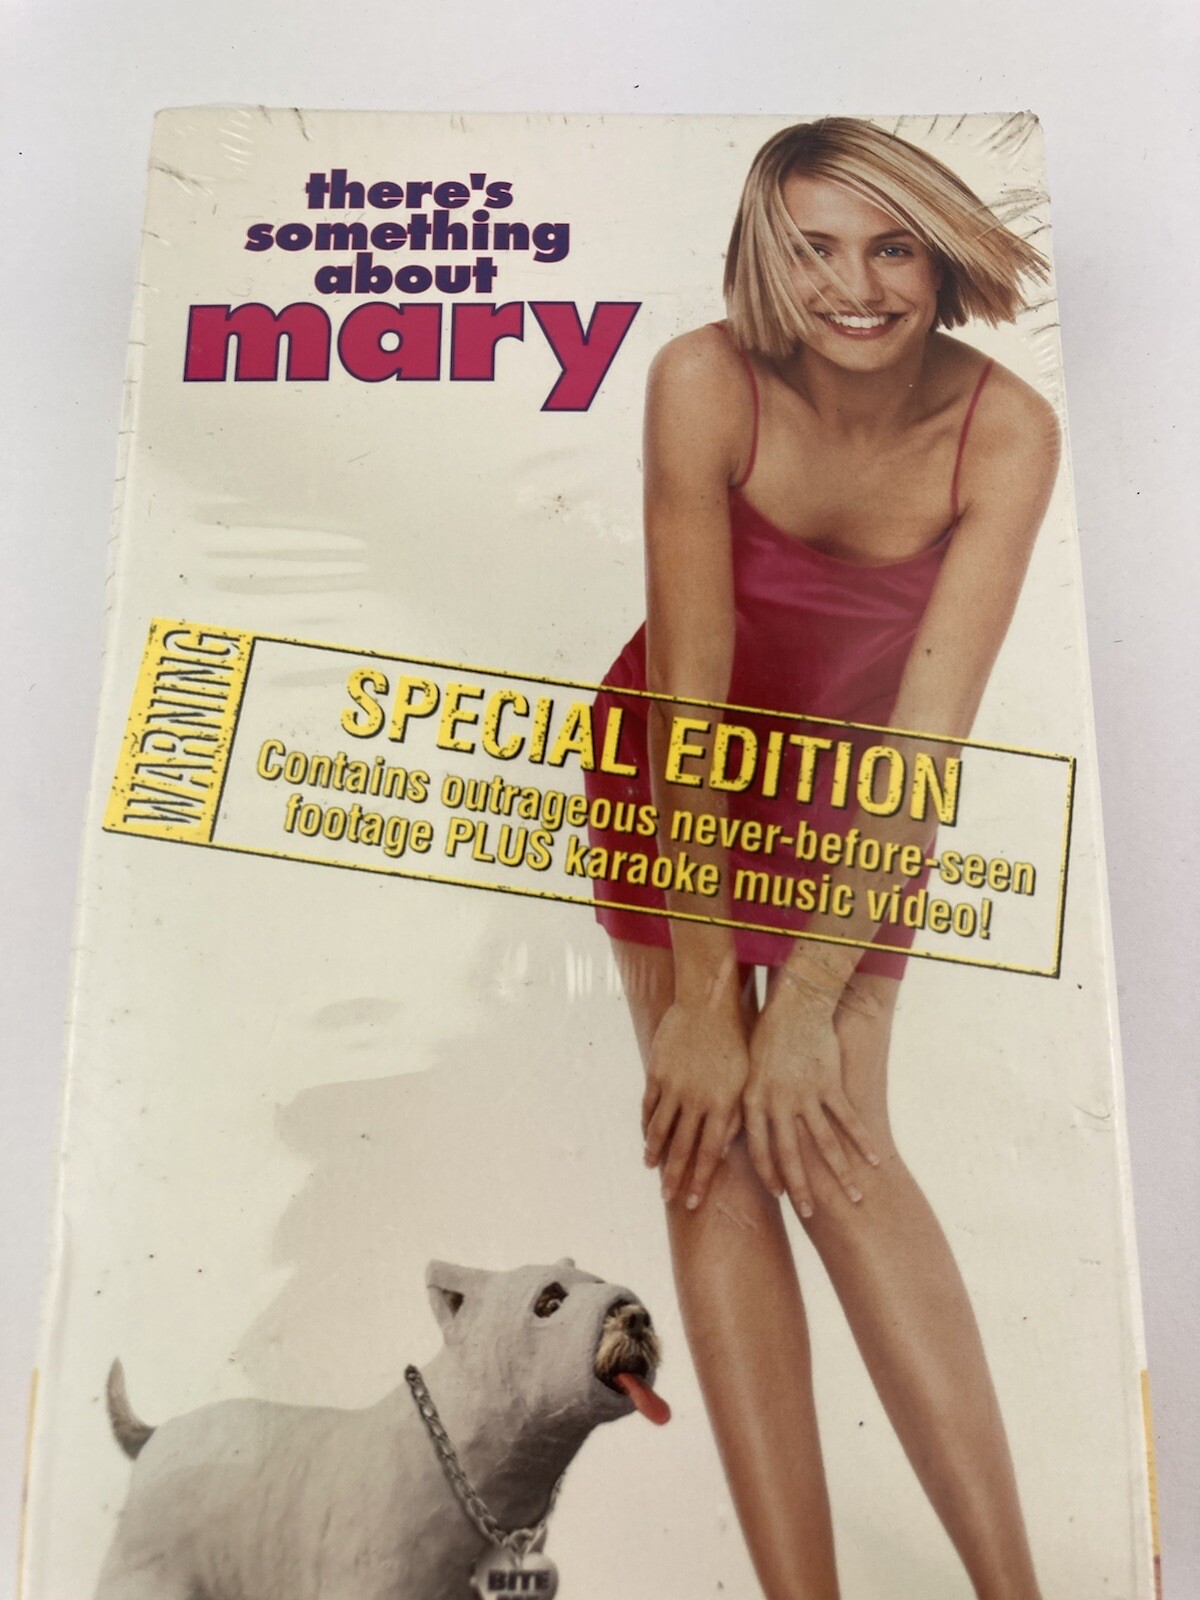 there's
something
about
mary
WARNING
SPECIAL EDITION
Contains outrageous never-before-seen
footage PLUS karaoke music video!
BITE